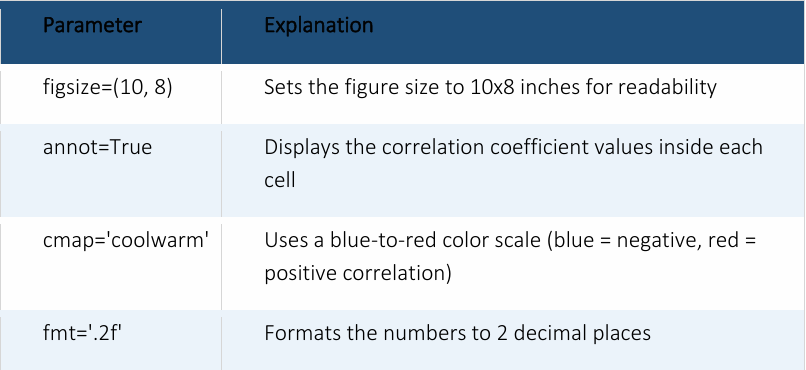 Parameter Explanation
figsize=(10, 8) Sets the figure size to 10x8 inches for readability
annot=True Displays the correlation coefficient values inside each
cell
cmap='coolwarm' Uses a blue-to-red color scale (blue = negative, red =
positive correlation)
fmt='.2f' Formats the numbers to 2 decimal places